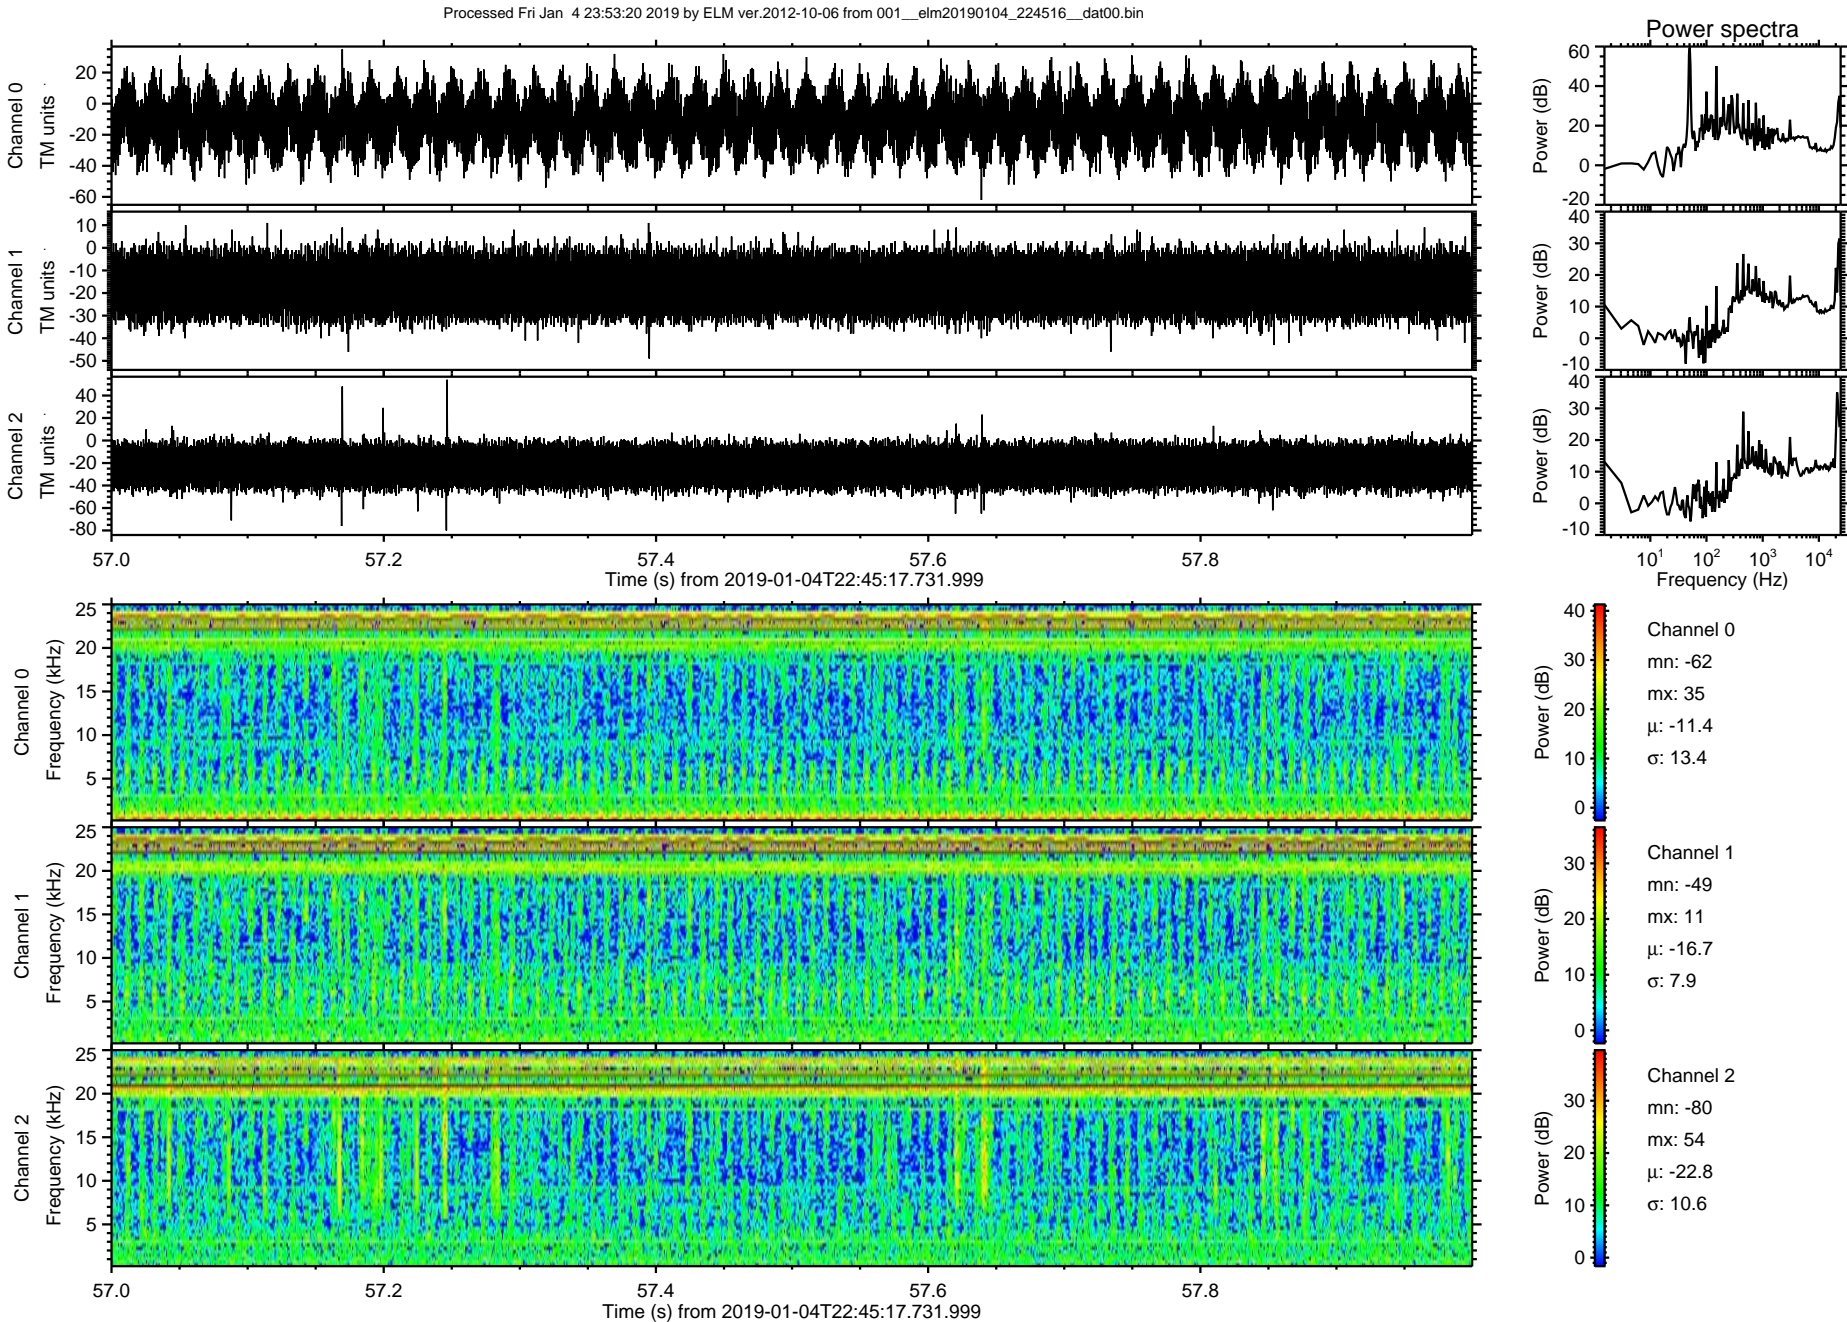 Processed Fri Jan  4 23:53:20 2019 by ELM ver.2012-10-06 from 001__elm20190104_224516__dat00.bin
Power spectra
Channel 0
TM units
20
0
-20
-40
-60
Power (dB)
60
40
20
0
-20
Channel 1
TM units
10
0
-10
-20
-30
-40
-50
Power (dB)
40
30
20
10
0
-10
Channel 2
TM units
40
20
0
-20
-40
-60
-80
Power (dB)
40
30
20
10
0
-10
57.0 57.2 57.4 57.6 57.8
Time (s) from 2019-01-04T22:45:17.731.999
10^1 10^2 10^3 10^4
Frequency (Hz)
Channel 0
Frequency (kHz)
25
20
15
10
5
Power (dB)
40
30
20
10
0
Channel 0
mn: -62
mx: 35
μ: -11.4
σ: 13.4
Channel 1
Frequency (kHz)
25
20
15
10
5
Power (dB)
30
20
10
0
Channel 1
mn: -49
mx: 11
μ: -16.7
σ: 7.9
Channel 2
Frequency (kHz)
25
20
15
10
5
Power (dB)
30
20
10
0
Channel 2
mn: -80
mx: 54
μ: -22.8
σ: 10.6
57.0 57.2 57.4 57.6 57.8
Time (s) from 2019-01-04T22:45:17.731.999